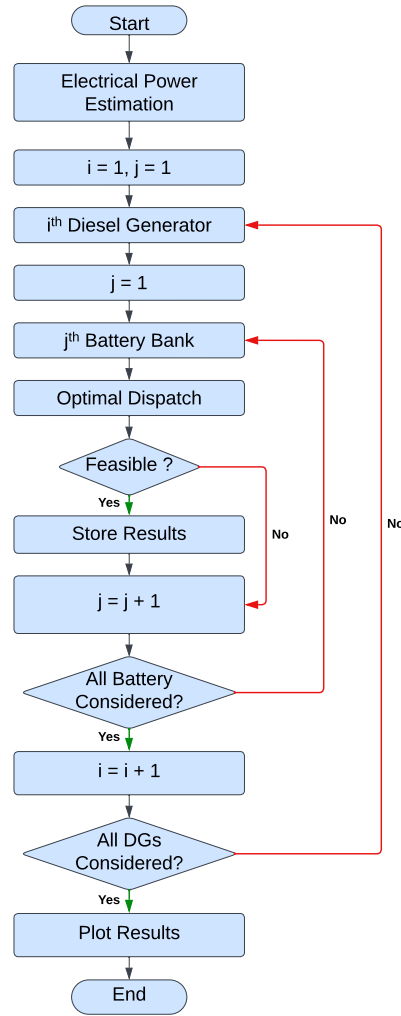 Start
Electrical Power
Estimation
i = 1, j = 1
iᵗʰ Diesel Generator
j = 1
jᵗʰ Battery Bank
Optimal Dispatch
Feasible ?
Yes
No
No
No
Store Results
j = j + 1
All Battery
Considered?
Yes
i = i + 1
All DGs
Considered?
Yes
Plot Results
End